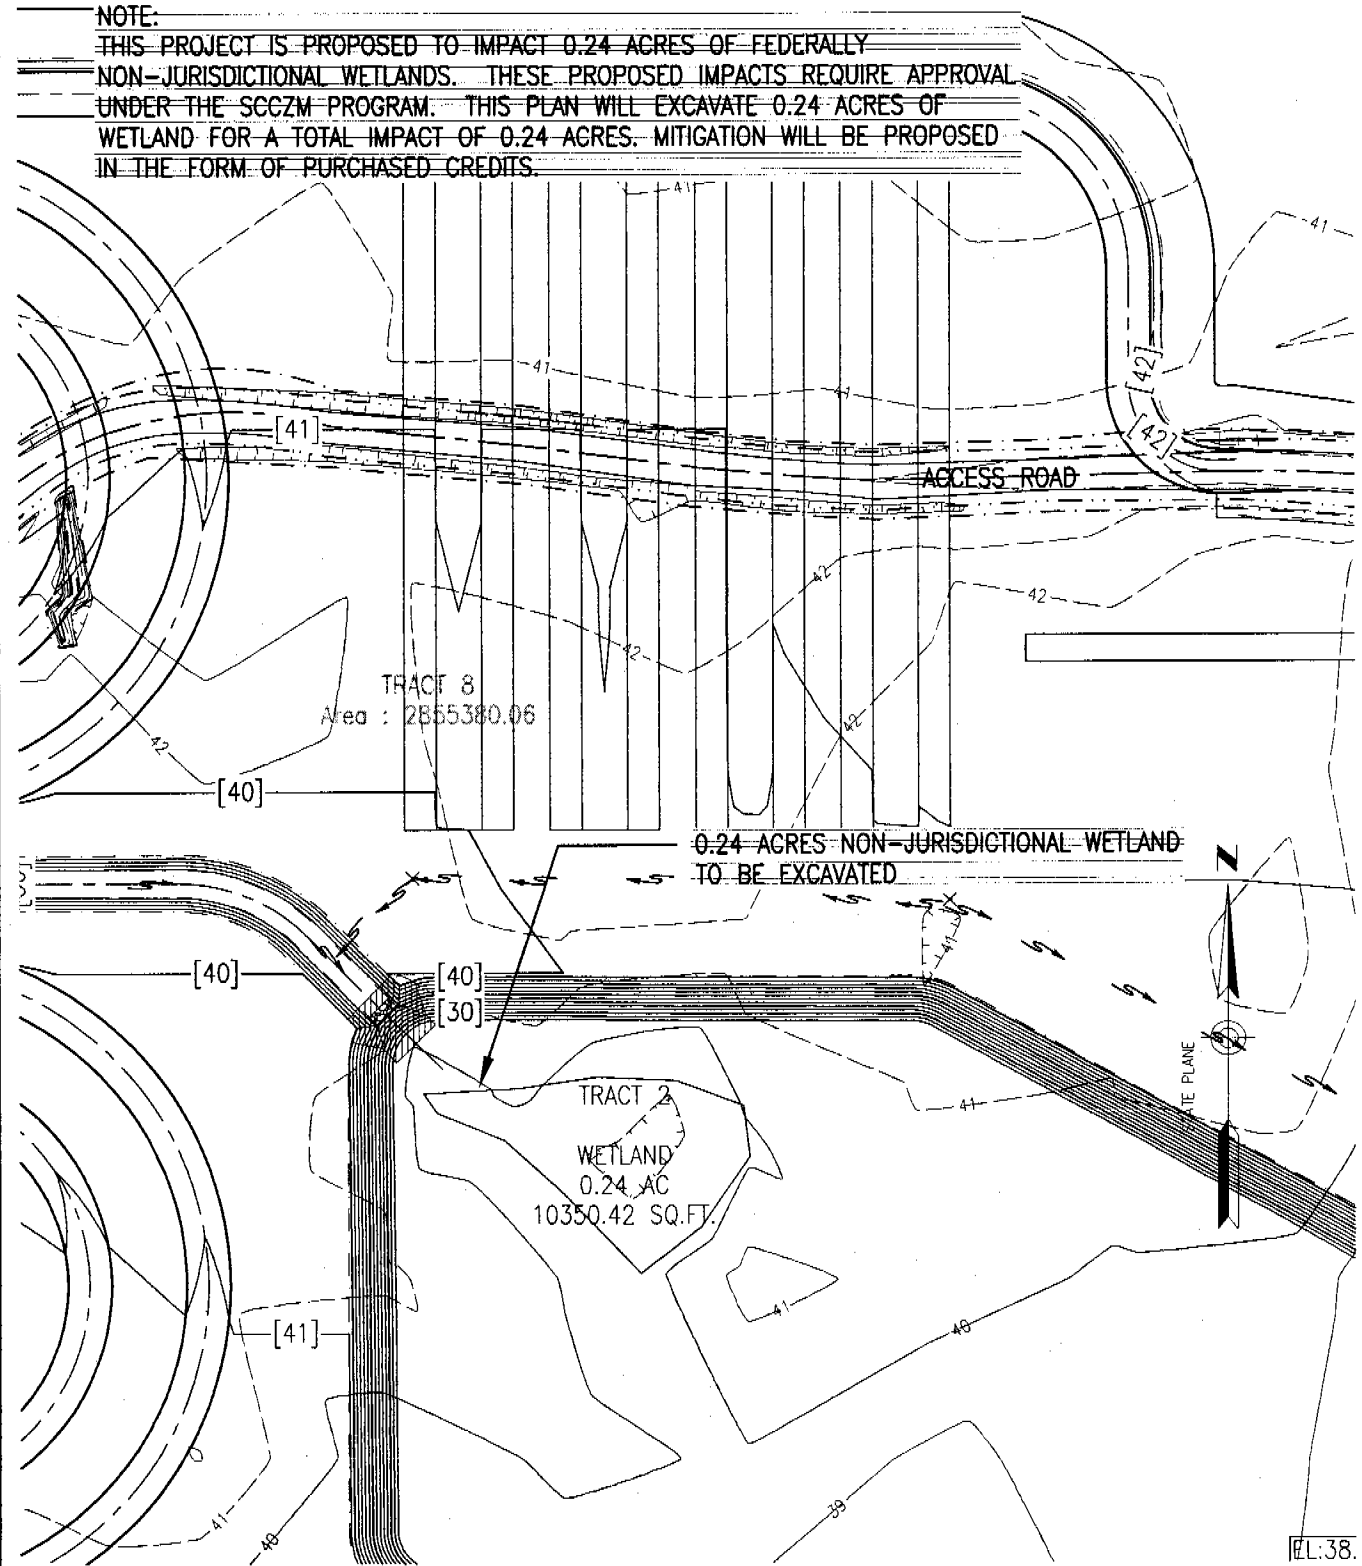 NOTE:
THIS PROJECT IS PROPOSED TO IMPACT 0.24 ACRES OF FEDERALLY
NON-JURISDICTIONAL WETLANDS. THESE PROPOSED IMPACTS REQUIRE APPROVAL
UNDER THE SCCZM PROGRAM. THIS PLAN WILL EXCAVATE 0.24 ACRES OF
WETLAND FOR A TOTAL IMPACT OF 0.24 ACRES. MITIGATION WILL BE PROPOSED
IN THE FORM OF PURCHASED CREDITS.
41
41
41
41
[42]
[41]
[42]
ACCESS ROAD
42
42
42
TRACT 8
Area : 2855380.06
42
42
[40]
0.24 ACRES NON-JURISDICTIONAL WETLAND
TO BE EXCAVATED
N
41
[40]
[40]
[30]
PLANE
TRACT 2
41
WETLAND
0.24 AC
10350.42 SQ.FT.
41
[41]
40
39
41
40
EL:38.